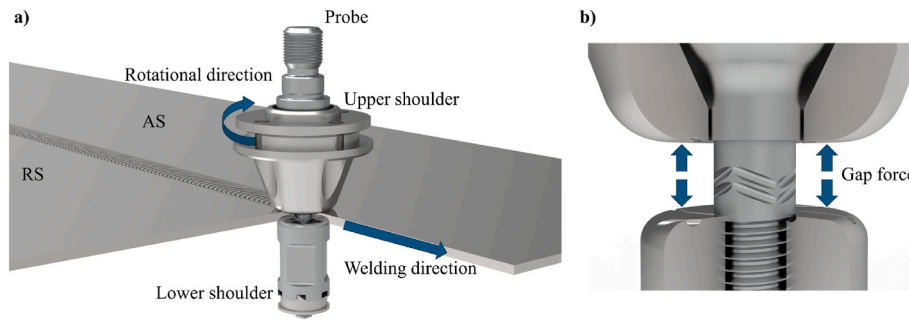 a)
Probe
Rotational direction
Upper shoulder
AS
RS
Welding direction
Lower shoulder
b)
Gap force